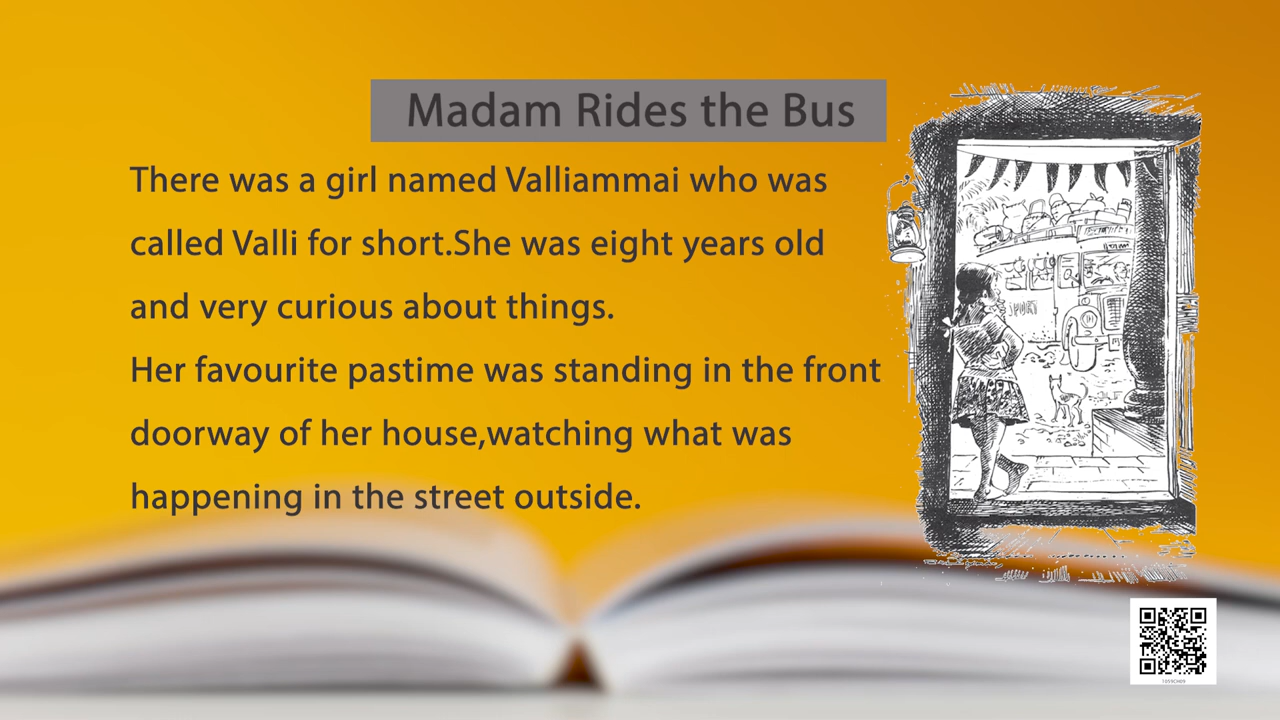 Madam Rides the Bus
There was a girl named Valliammai who was
called Valli for short.She was eight years old
and very curious about things.
Her favourite pastime was standing in the front
doorway of her house,watching what was
happening in the street outside.
1059CH09